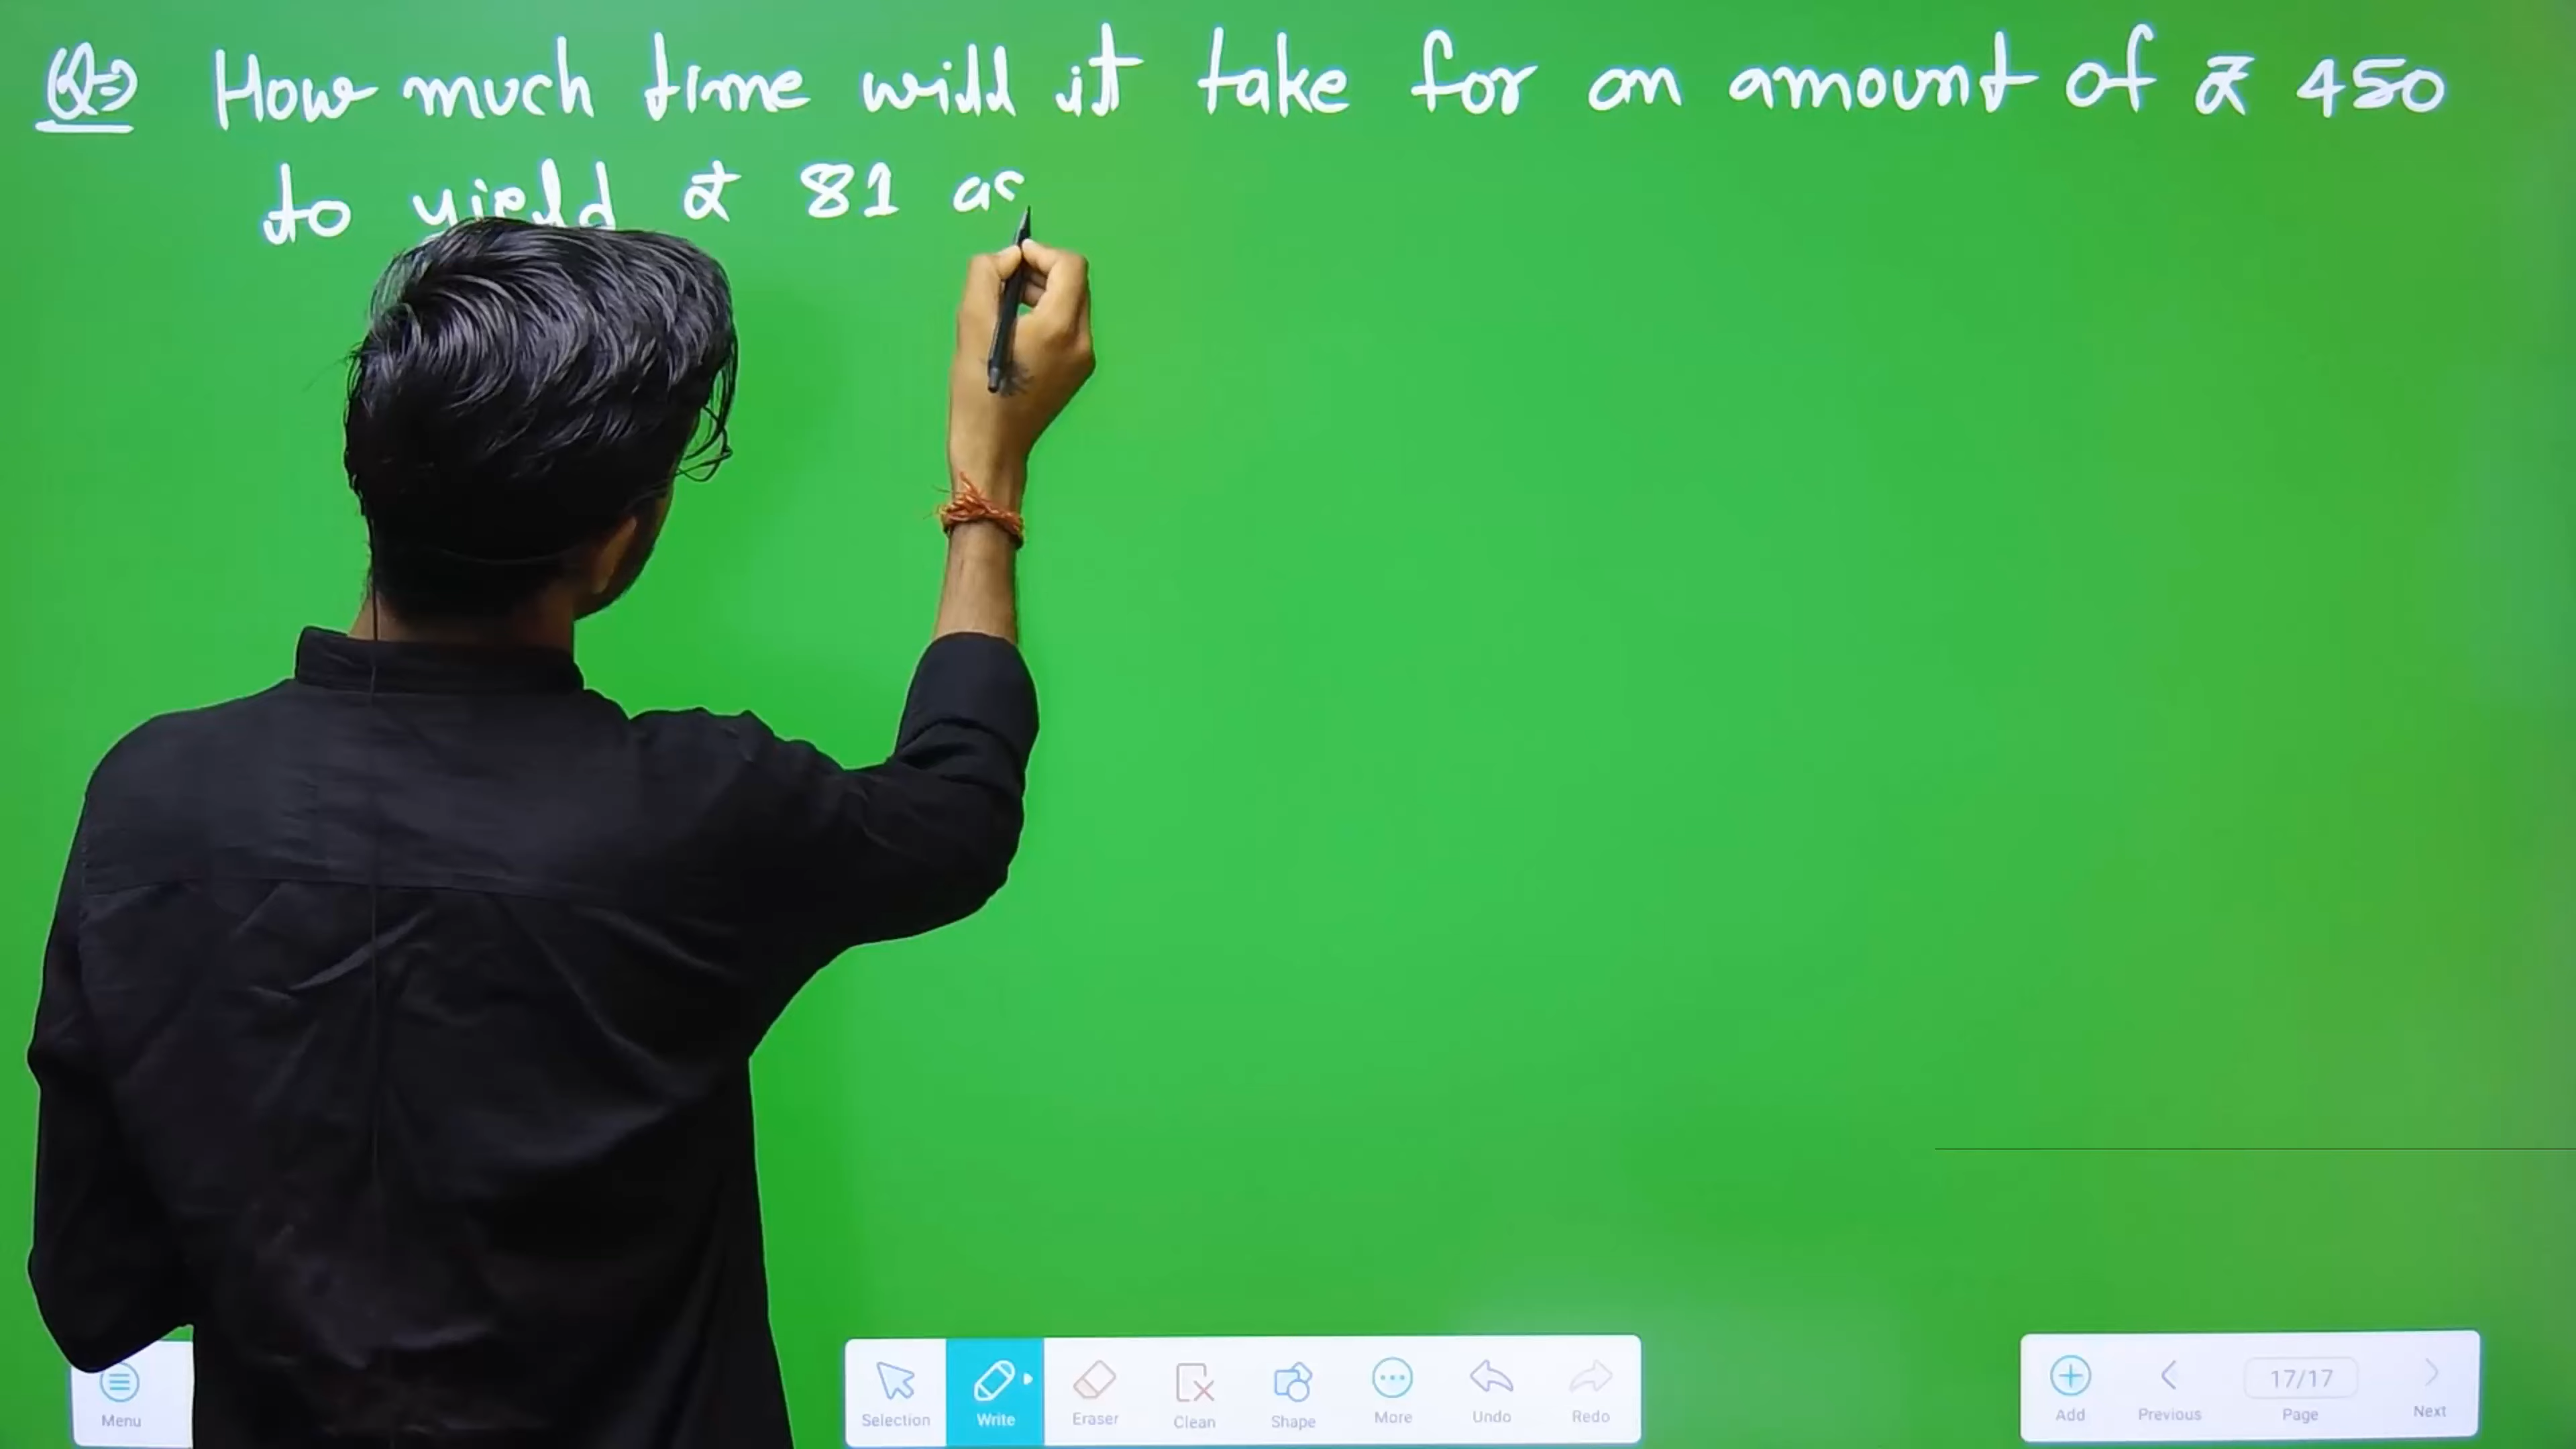 Q⇒ How much time will it take for an amount of ₹ 450
to yield ₹ 81 as
Menu
Selection Write Eraser Clean Shape More Undo Redo
Add Previous 17/17 Page Next